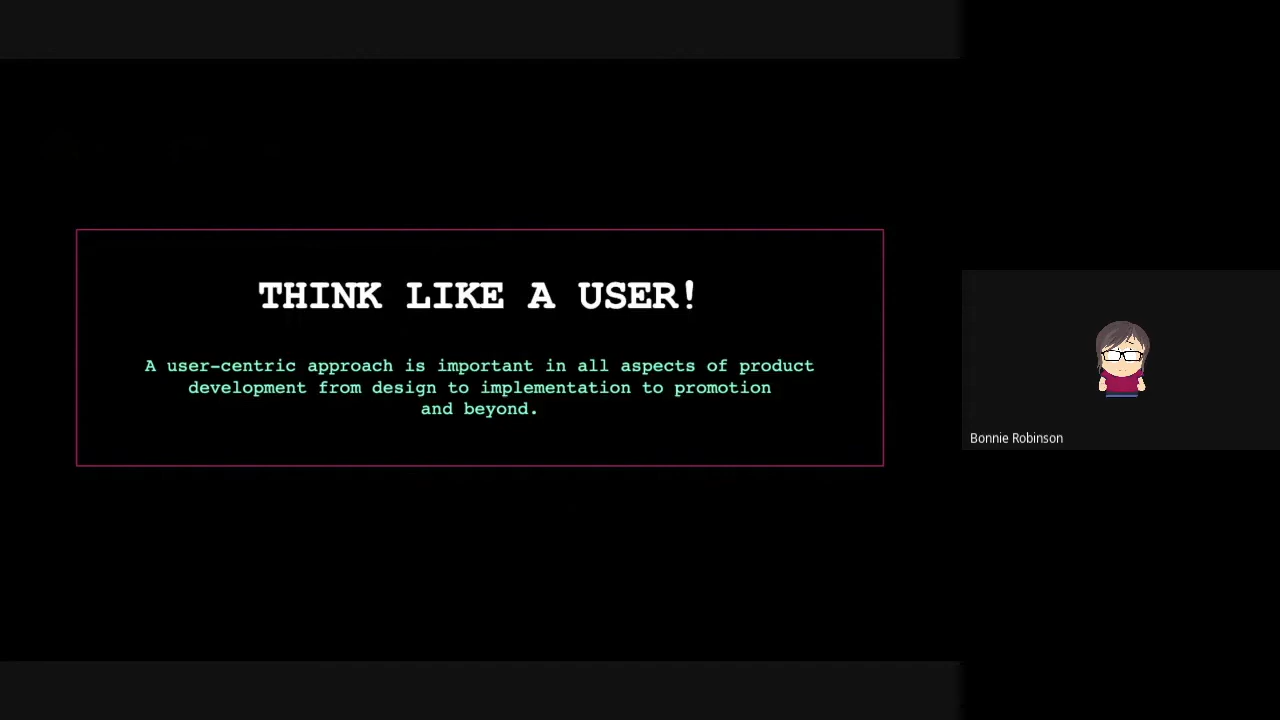 THINK LIKE A USER!
A user-centric approach is important in all aspects of product
development from design to implementation to promotion
and beyond.
Bonnie Robinson